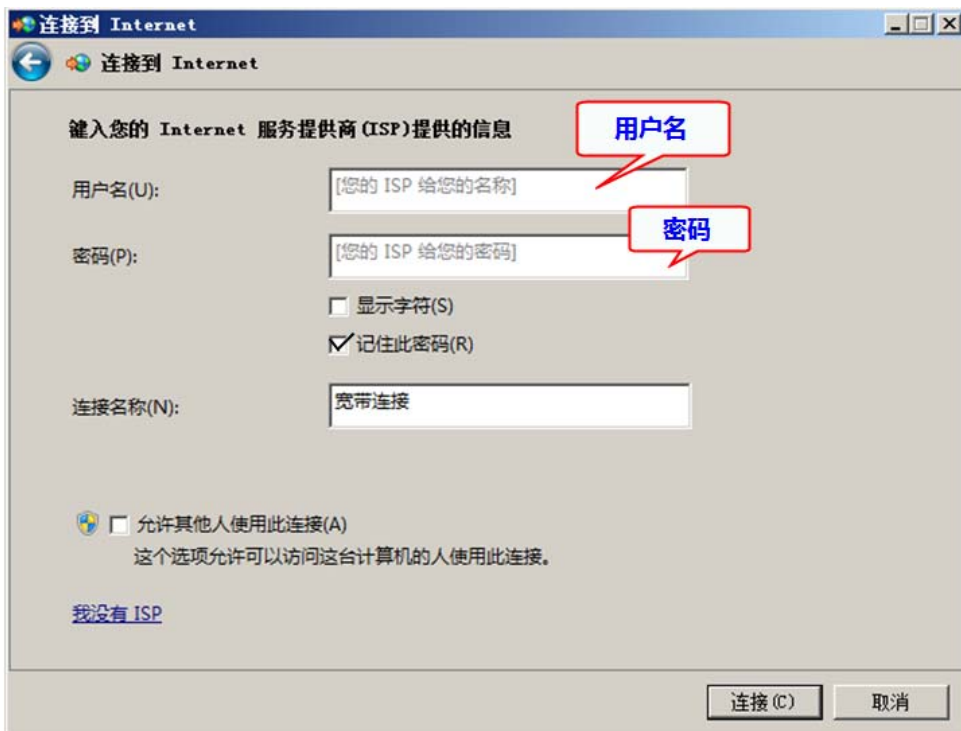 连接到 Internet
连接到 Internet
键入您的 Internet 服务提供商(ISP)提供的信息
用户名
用户名(U):
[您的 ISP 给您的名称]
密码
密码(P):
[您的 ISP 给您的密码]
显示字符(S)
记住此密码(R)
连接名称(N):
宽带连接
允许其他人使用此连接(A)
这个选项允许可以访问这台计算机的人使用此连接。
我没有 ISP
连接(C)
取消